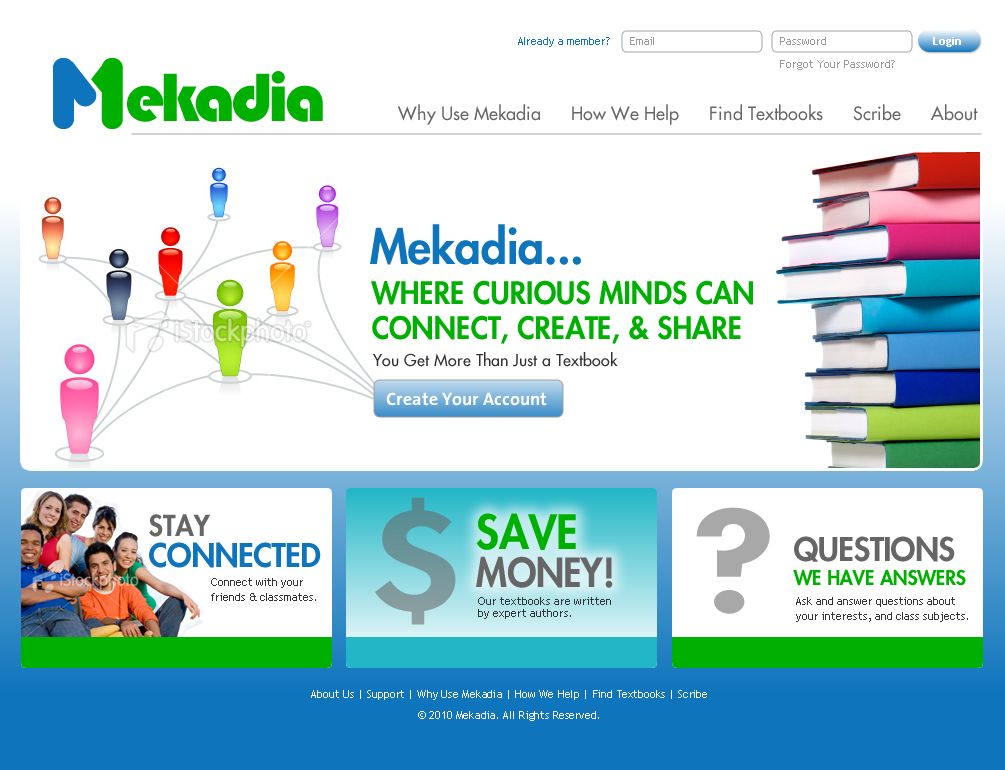 Already a member? Email Password Login
Forgot Your Password?
Mekadia
Why Use Mekadia How We Help Find Textbooks Scribe About
Mekadia...
WHERE CURIOUS MINDS CAN
CONNECT, CREATE, & SHARE
You Get More Than Just a Textbook
Create Your Account
iStockphoto
STAY
CONNECTED
Connect with your
friends & classmates.
iStockphoto
$
SAVE
MONEY!
Our textbooks are written
by expert authors.
?
QUESTIONS
WE HAVE ANSWERS
Ask and answer questions about
your interests, and class subjects.
About Us | Support | Why Use Mekadia | How We Help | Find Textbooks | Scribe
© 2010 Mekadia. All Rights Reserved.